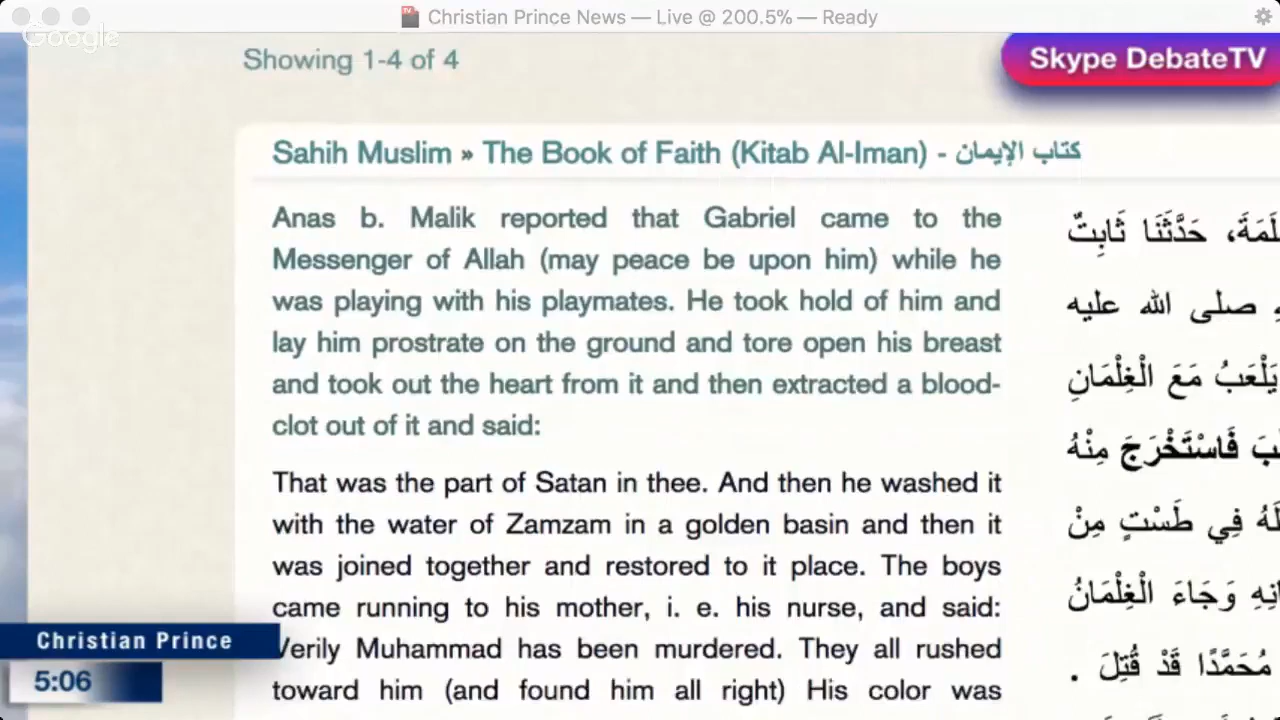 Christian Prince News — Live @ 200.5% — Ready
Google
Showing 1-4 of 4
Skype DebateTV
Sahih Muslim » The Book of Faith (Kitab Al-Iman) - كتاب الإيمان
Anas b. Malik reported that Gabriel came to the
Messenger of Allah (may peace be upon him) while he
was playing with his playmates. He took hold of him and
lay him prostrate on the ground and tore open his breast
and took out the heart from it and then extracted a blood-
clot out of it and said:
That was the part of Satan in thee. And then he washed it
with the water of Zamzam in a golden basin and then it
was joined together and restored to it place. The boys
came running to his mother, i. e. his nurse, and said:
Verily Muhammad has been murdered. They all rushed
toward him (and found him all right) His color was
حَدَّثَنَا ثَابِتٌ
صلى الله عليه
يَلْعَبُ مَعَ الْغِلْمَانِ
فَاسْتَخْرَجَ مِنْهُ
فِي طَسْتٍ مِنْ
وَجَاءَ الْغِلْمَانُ
مُحَمَّدًا قَدْ قُتِلَ .
Christian Prince
5:06